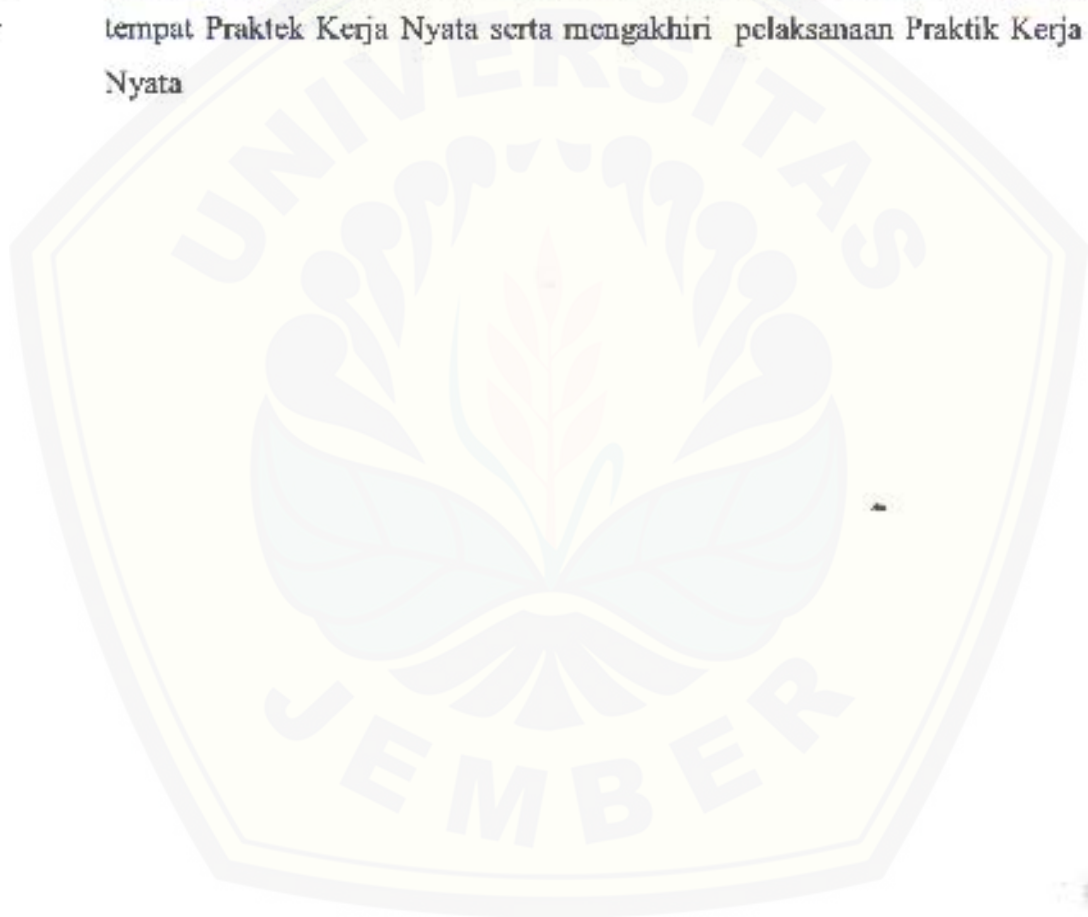 tempat Praktek Kerja Nyata serta mengakhiri pelaksanaan Praktik Kerja
Nyata
UNIVERSITAS
JEMBER